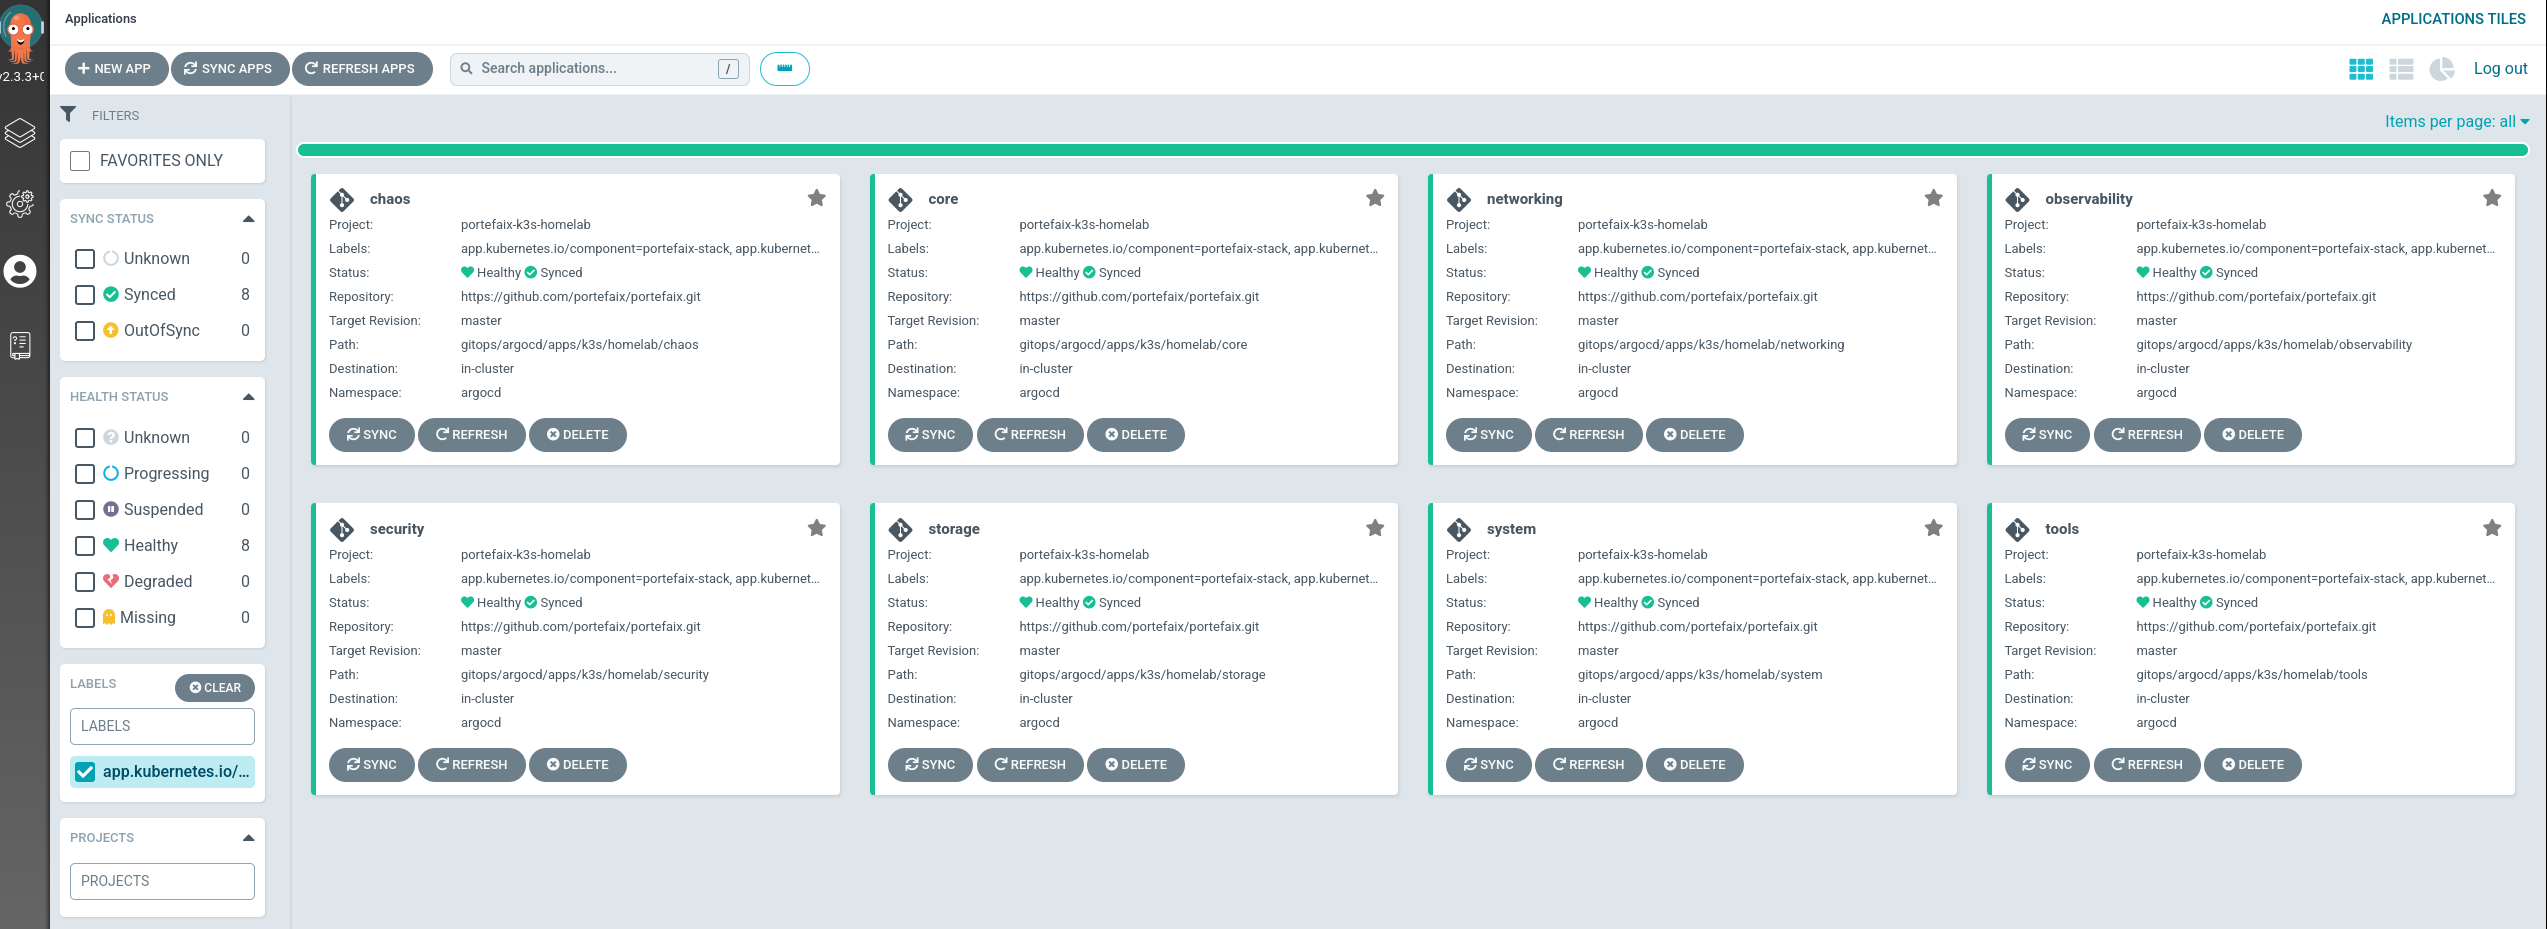 Applications
APPLICATIONS TILES
NEW APP
SYNC APPS
REFRESH APPS
Search applications...
/
Log out
v2.3.3+
FILTERS
FAVORITES ONLY
SYNC STATUS
Unknown 0
Synced 8
OutOfSync 0
HEALTH STATUS
Unknown 0
Progressing 0
Suspended 0
Healthy 8
Degraded 0
Missing 0
LABELS
CLEAR
LABELS
app.kubernetes.io/...
PROJECTS
PROJECTS
Items per page: all
chaos
Project: portefaix-k3s-homelab
Labels: app.kubernetes.io/component=portefaix-stack, app.kubernet...
Status: Healthy Synced
Repository: https://github.com/portefaix/portefaix.git
Target Revision: master
Path: gitops/argocd/apps/k3s/homelab/chaos
Destination: in-cluster
Namespace: argocd
SYNC REFRESH DELETE
core
Project: portefaix-k3s-homelab
Labels: app.kubernetes.io/component=portefaix-stack, app.kubernet...
Status: Healthy Synced
Repository: https://github.com/portefaix/portefaix.git
Target Revision: master
Path: gitops/argocd/apps/k3s/homelab/core
Destination: in-cluster
Namespace: argocd
SYNC REFRESH DELETE
networking
Project: portefaix-k3s-homelab
Labels: app.kubernetes.io/component=portefaix-stack, app.kubernet...
Status: Healthy Synced
Repository: https://github.com/portefaix/portefaix.git
Target Revision: master
Path: gitops/argocd/apps/k3s/homelab/networking
Destination: in-cluster
Namespace: argocd
SYNC REFRESH DELETE
observability
Project: portefaix-k3s-homelab
Labels: app.kubernetes.io/component=portefaix-stack, app.kubernet...
Status: Healthy Synced
Repository: https://github.com/portefaix/portefaix.git
Target Revision: master
Path: gitops/argocd/apps/k3s/homelab/observability
Destination: in-cluster
Namespace: argocd
SYNC REFRESH DELETE
security
Project: portefaix-k3s-homelab
Labels: app.kubernetes.io/component=portefaix-stack, app.kubernet...
Status: Healthy Synced
Repository: https://github.com/portefaix/portefaix.git
Target Revision: master
Path: gitops/argocd/apps/k3s/homelab/security
Destination: in-cluster
Namespace: argocd
SYNC REFRESH DELETE
storage
Project: portefaix-k3s-homelab
Labels: app.kubernetes.io/component=portefaix-stack, app.kubernet...
Status: Healthy Synced
Repository: https://github.com/portefaix/portefaix.git
Target Revision: master
Path: gitops/argocd/apps/k3s/homelab/storage
Destination: in-cluster
Namespace: argocd
SYNC REFRESH DELETE
system
Project: portefaix-k3s-homelab
Labels: app.kubernetes.io/component=portefaix-stack, app.kubernet...
Status: Healthy Synced
Repository: https://github.com/portefaix/portefaix.git
Target Revision: master
Path: gitops/argocd/apps/k3s/homelab/system
Destination: in-cluster
Namespace: argocd
SYNC REFRESH DELETE
tools
Project: portefaix-k3s-homelab
Labels: app.kubernetes.io/component=portefaix-stack, app.kubernet...
Status: Healthy Synced
Repository: https://github.com/portefaix/portefaix.git
Target Revision: master
Path: gitops/argocd/apps/k3s/homelab/tools
Destination: in-cluster
Namespace: argocd
SYNC REFRESH DELETE